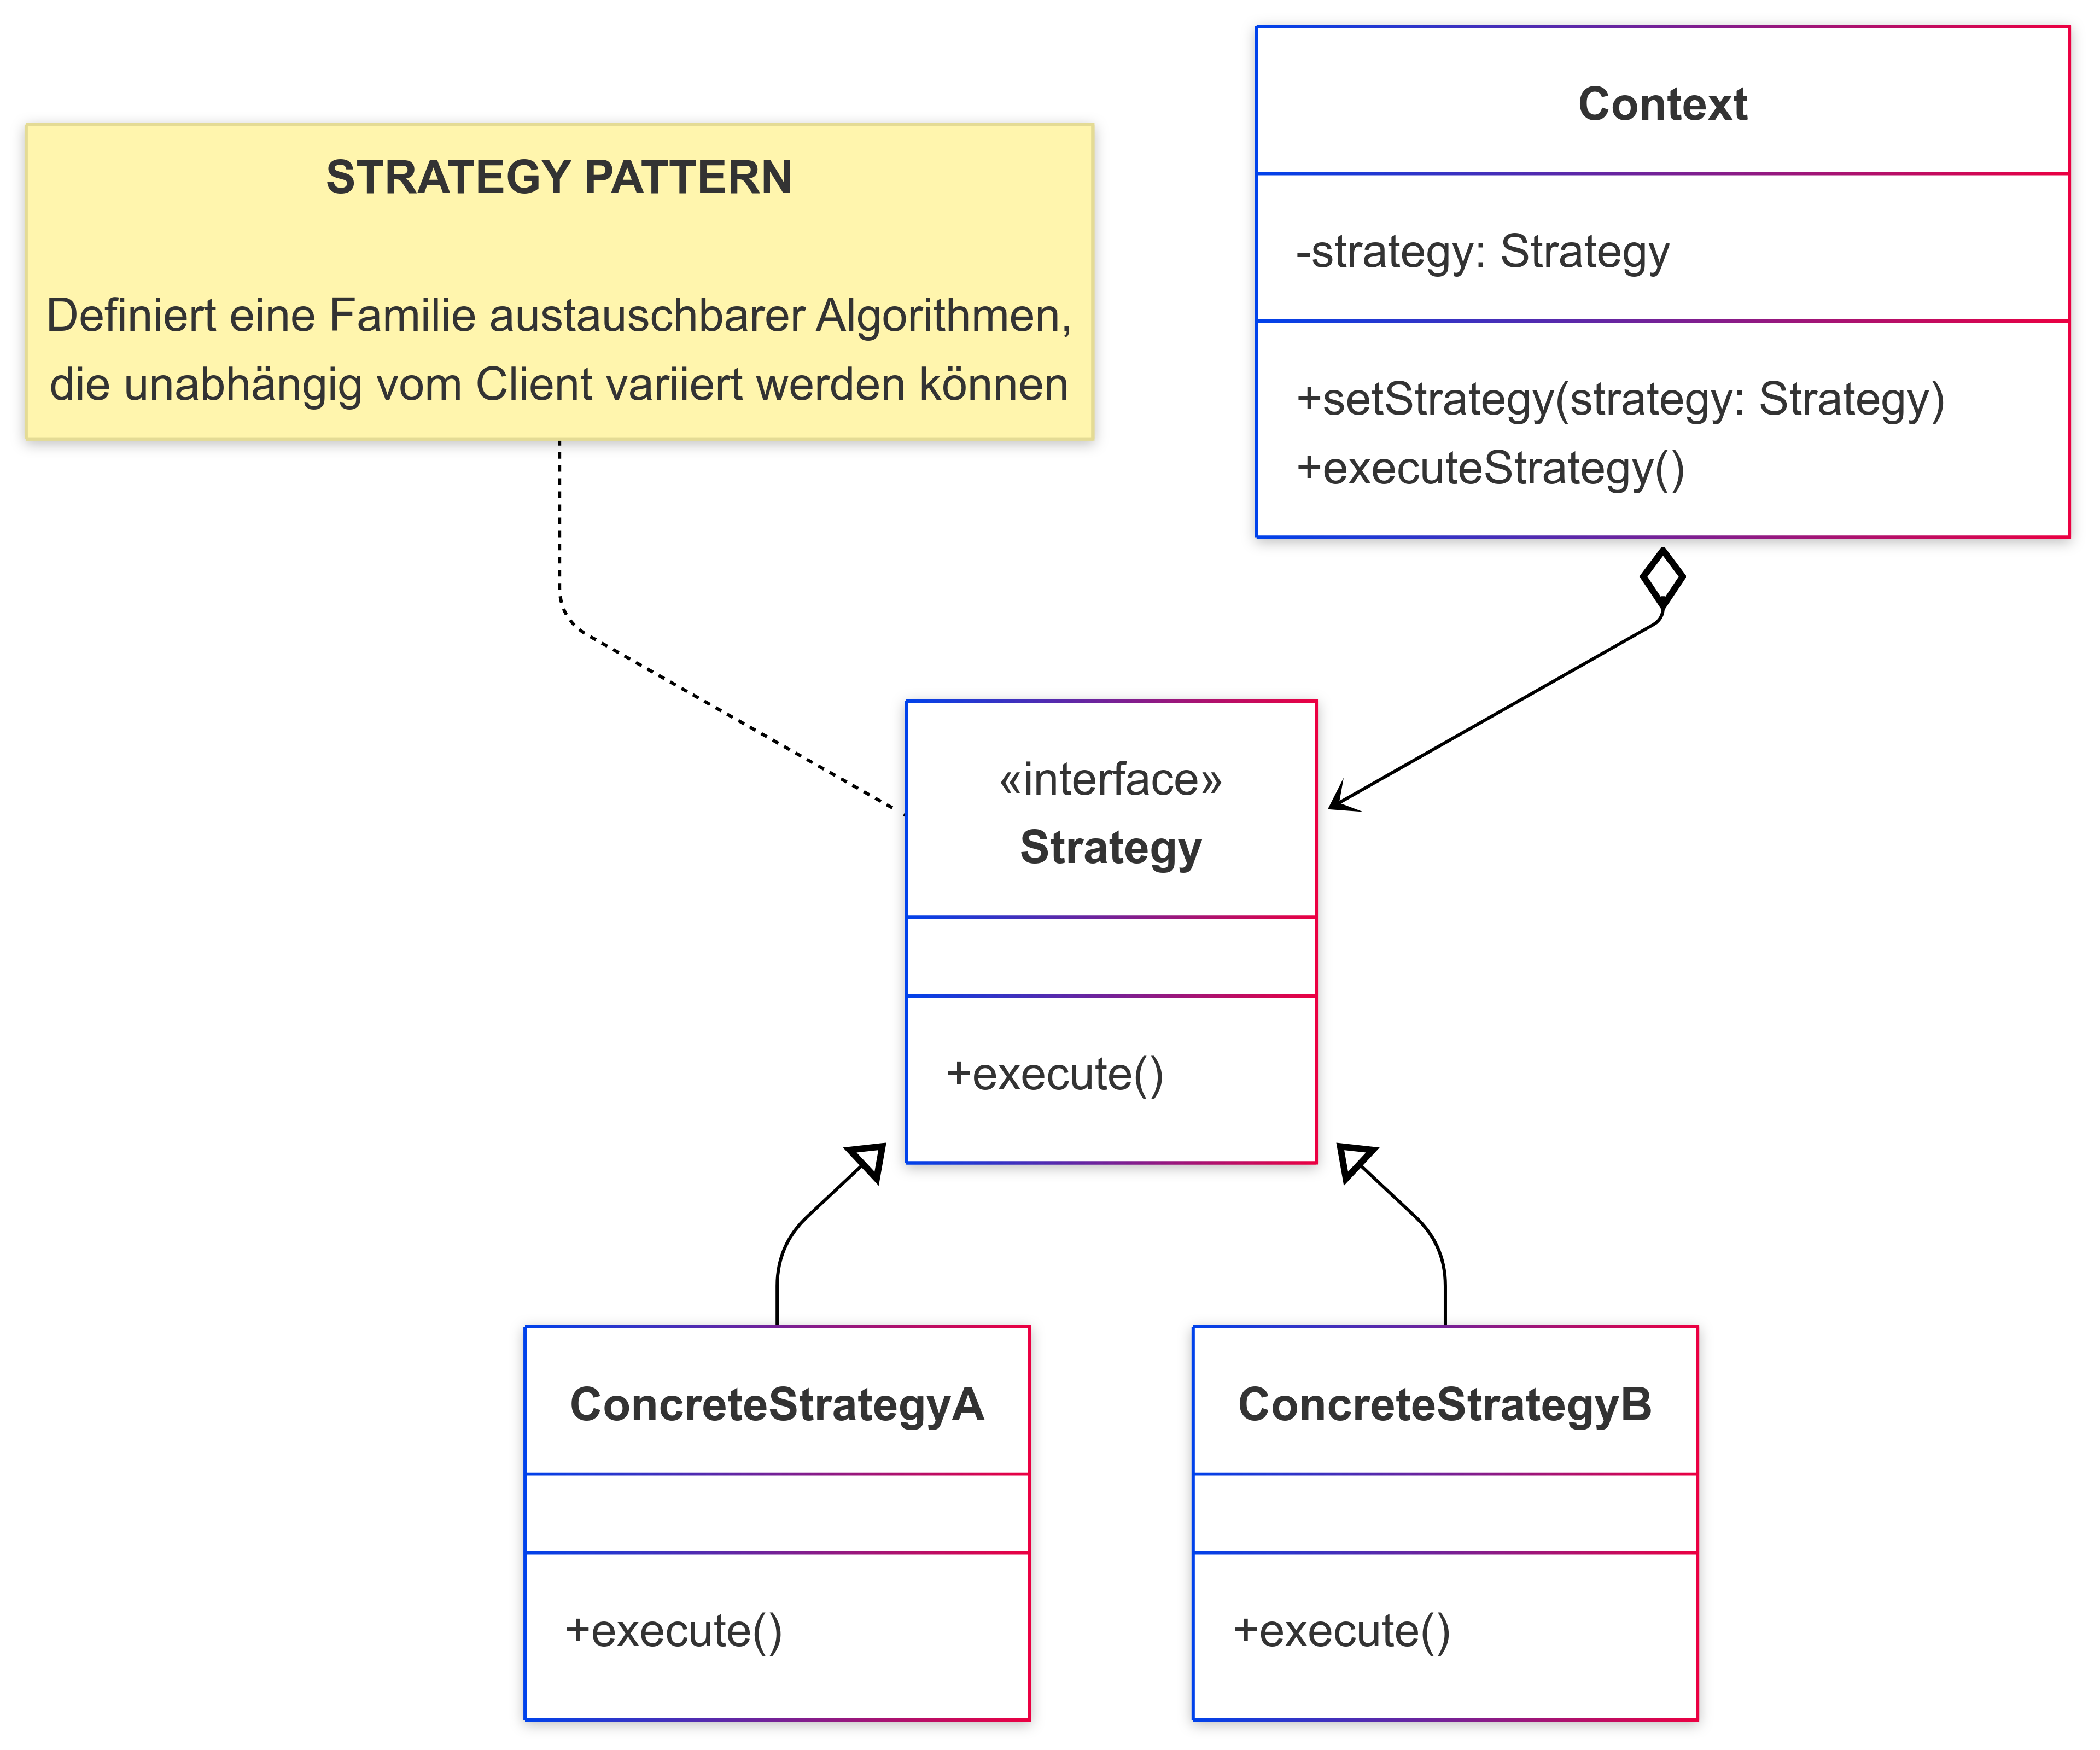 STRATEGY PATTERN
Definiert eine Familie austauschbarer Algorithmen,
die unabhängig vom Client variiert werden können
Context
-strategy: Strategy
+setStrategy(strategy: Strategy)
+executeStrategy()
«interface»
Strategy
+execute()
ConcreteStrategyA
+execute()
ConcreteStrategyB
+execute()